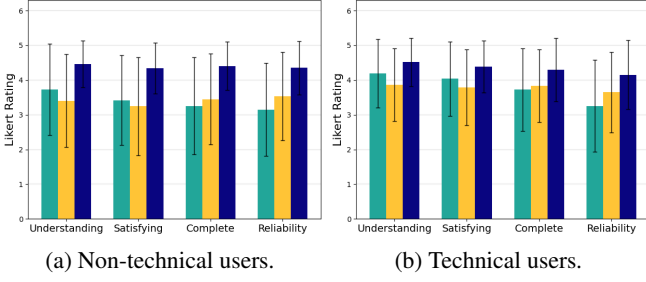 Likert Rating
6
5
4
3
2
1
0
Understanding Satisfying Complete Reliability
(a) Non-technical users.
Likert Rating
6
5
4
3
2
1
0
Understanding Satisfying Complete Reliability
(b) Technical users.